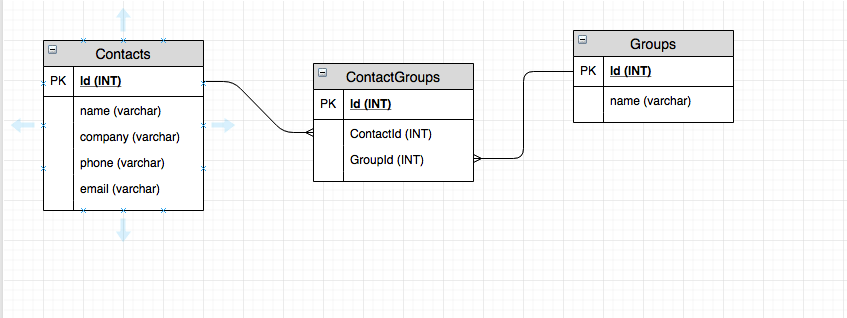 Contacts
PK Id (INT)
name (varchar)
company (varchar)
phone (varchar)
email (varchar)
ContactGroups
PK Id (INT)
ContactId (INT)
GroupId (INT)
Groups
PK Id (INT)
name (varchar)